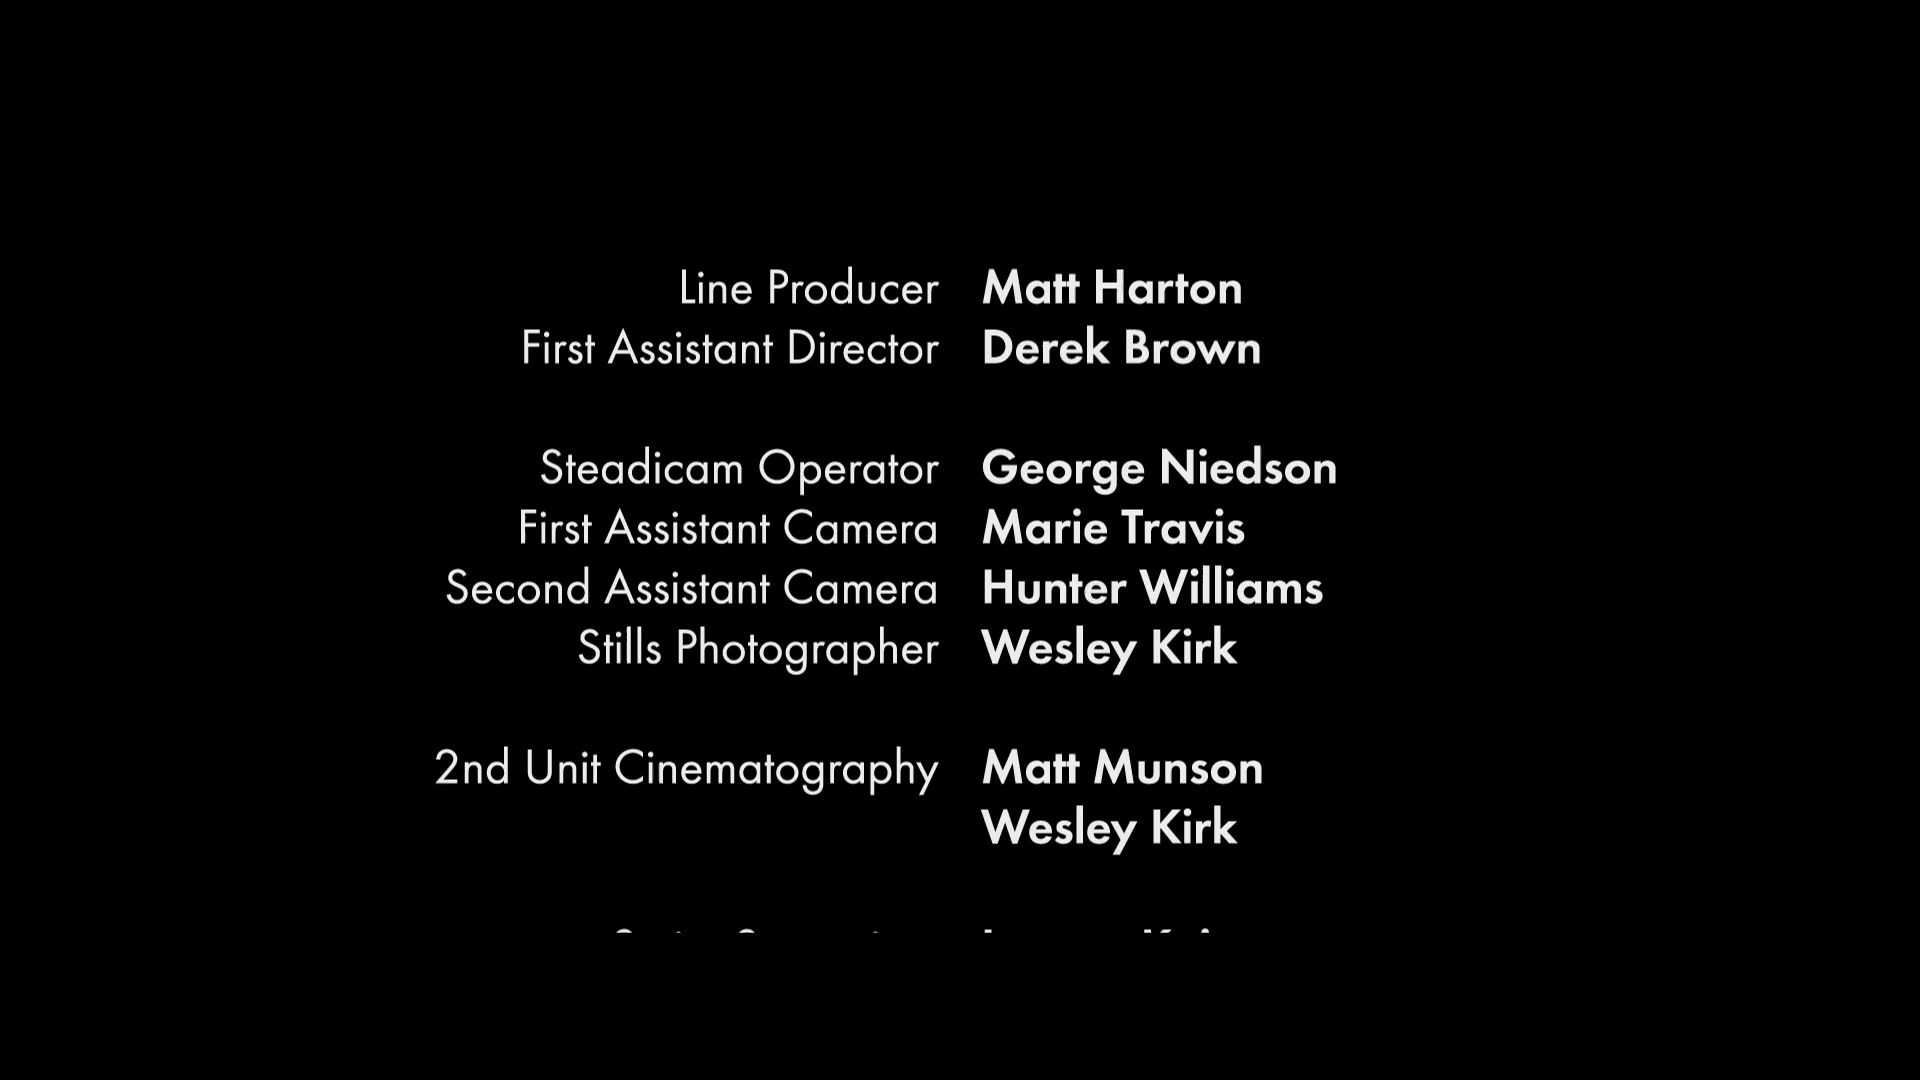 Line Producer Matt Harton
First Assistant Director Derek Brown
Steadicam Operator George Niedson
First Assistant Camera Marie Travis
Second Assistant Camera Hunter Williams
Stills Photographer Wesley Kirk
2nd Unit Cinematography Matt Munson
Wesley Kirk